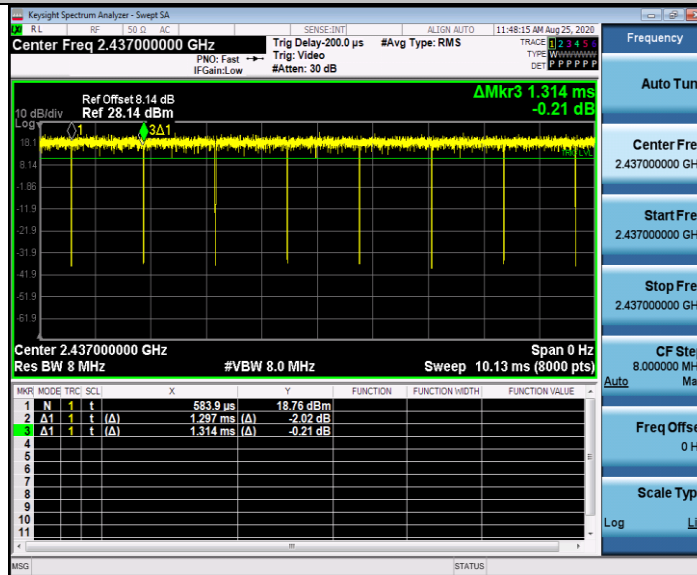 Keysight Spectrum Analyzer - Swept SA
RL RF 50 Ω AC SENSE:INT ALIGN AUTO 11:48:15 AM Aug 25, 2020
Center Freq 2.437000000 GHz
PNO: Fast
IFGain:Low
Trig Delay-200.0 µs
Trig: Video
#Atten: 30 dB
#Avg Type: RMS
TRACE 1 2 3 4 5 6
TYPE WWWWWW
DET P P P P P P
ΔMkr3 1.314 ms
-0.21 dB
Ref Offset 8.14 dB
10 dB/div Ref 28.14 dBm
Log
1
3Δ1
18.1
TRIG LVL
8.14
-1.86
-11.9
-21.9
-31.9
-41.9
-51.9
-61.9
Center 2.437000000 GHz Span 0 Hz
Res BW 8 MHz #VBW 8.0 MHz Sweep 10.13 ms (8000 pts)
MKR MODE TRC SCL X Y FUNCTION FUNCTION WIDTH FUNCTION VALUE
1 N 1 t 583.9 µs 18.76 dBm
2 Δ1 1 t (Δ) 1.297 ms (Δ) -2.02 dB
3 Δ1 1 t (Δ) 1.314 ms (Δ) -0.21 dB
4
5
6
7
8
9
10
11
MSG STATUS
Frequency
Auto Tun
Center Fre
2.437000000 GH
Start Fre
2.437000000 GH
Stop Fre
2.437000000 GH
CF Ste
8.000000 MH
Auto Ma
Freq Offse
0 H
Scale Typ
Log Li